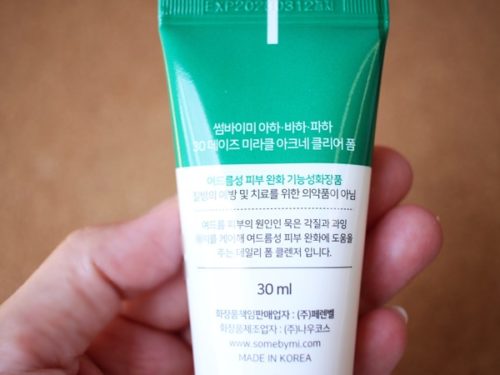 썸바이미 아하·바하·파하
30 데이즈 미라클 아크네 클리어 폼
여드름성 피부 완화 기능성화장품
질병의 예방 및 치료를 위한 의약품이 아님
여드름 피부의 원인인 묵은 각질과 과잉
피지를 케어해 여드름성 피부 완화에 도움을
주는 데일리 폼 클렌저 입니다.
30 ml
화장품책임판매업자 : (주)페렌벨
화장품제조업자 : (주)나우코스
www.somebymi.com
MADE IN KOREA